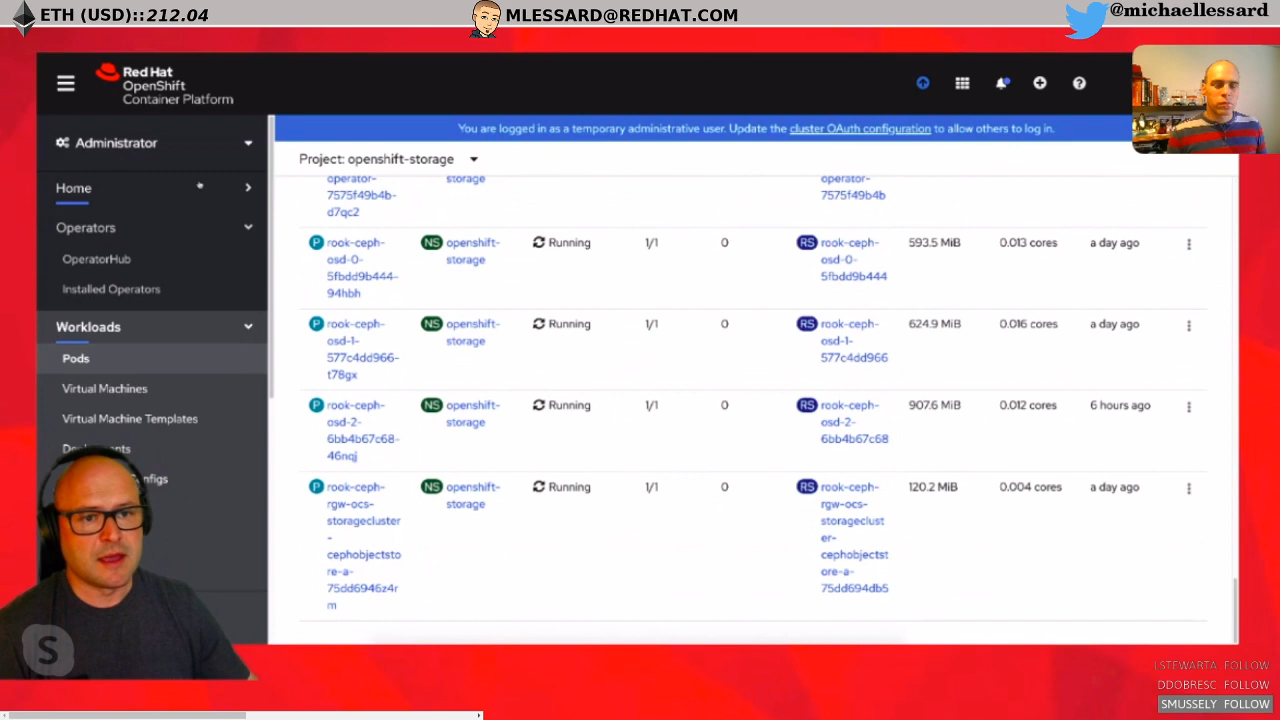 ETH (USD)::212.04
MLESSARD@REDHAT.COM
@michaellessard
Red Hat
OpenShift
Container Platform
You are logged in as a temporary administrative user. Update the cluster OAuth configuration to allow others to log in.
Administrator
Project: openshift-storage
Home
Operators
OperatorHub
Installed Operators
Workloads
Pods
Virtual Machines
Virtual Machine Templates
operator-
7575f49b4b-
d7qc2
storage
operator-
7575f49b4b
P rook-ceph-
osd-0-
5fbdd9b444-
94hbh
NS openshift-
storage
Running
1/1
0
RS rook-ceph-
osd-0-
5fbdd9b444
593.5 MiB
0.013 cores
a day ago
P rook-ceph-
osd-1-
577c4dd966-
t78gx
NS openshift-
storage
Running
1/1
0
RS rook-ceph-
osd-1-
577c4dd966
624.9 MiB
0.016 cores
a day ago
P rook-ceph-
osd-2-
6bb4b67c68-
46nqj
NS openshift-
storage
Running
1/1
0
RS rook-ceph-
osd-2-
6bb4b67c68
907.6 MiB
0.012 cores
6 hours ago
P rook-ceph-
rgw-ocs-
storagecluster
-
cephobjectsto
re-a-
75dd6946z4r
m
NS openshift-
storage
Running
1/1
0
RS rook-ceph-
rgw-ocs-
storageclust
er-
cephobjectst
ore-a-
75dd694db5
120.2 MiB
0.004 cores
a day ago
S
LSTEWARTA FOLLOW
DDOBRESC FOLLOW
SMUSSELY FOLLOW